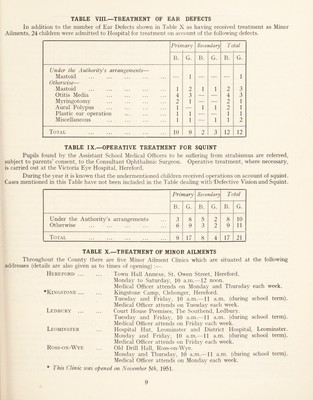 TABLE VIII.—TREATMENT OF EAR DEFECTS
In addition to the number of Ear Defects shown in Table X as having received treatment as Minor
Ailments, 24 children were admitted to Hospital for treatment on account of the following defects.
Primary Secondary Total
B. G. B. G. B. G.
Under the Authority's arrangements—
Mastoid ... ... ... ... ... — 1 — — — 1
Otherwise—
Mastoid ... ... ... ... ... 1 2 1 1 2 3
Otitis Media ... ... ... ... 4 3 — — 4 3
Myringotomy ... ... ... ... 2 1 — — 2 1
Aural Polypus ... ... ... ... 1 — 1 1 2 1
Plastic ear operation ... ... ... 1 1 — — 1 1
Miscellaneous ... ... ... ... 1 1 — 1 1 2
TOTAL ... ... ... ... ... 10 9 2 3 12 12
TABLE IX.—OPERATIVE TREATMENT FOR SQUINT
Pupils found by the Assistant School Medical Officers to be suffering from strabismus are referred,
subject to parents' consent, to the Consultant Ophthalmic Surgeon. Operative treatment, where necessary,
is carried out at the Victoria Eye Hospital, Hereford.
During the year it is known that the undermentioned children received operations on account of squint.
Cases mentioned in this Table have not been included in the Table dealing with Defective Vision and Squint.
Primary Secondary Total
B. G. B. G. B. G.
Under the Authority's arrangements ... 3 8 5 2 8 10
Otherwise ... ... ... ... ... 6 9 3 2 9 11
TOTAL ... ... ... ... ... 9 17 8 4 17 21
TABLE X.—TREATMENT OF MINOR AILMENTS
Throughout the County there are five Minor Ailment Clinics which are situated at the following
addresses (details are also given as to times of opening) :—
HEREFORD ... ... Town Hall Annexe, St. Owen Street, Hereford.
Monday to Saturday, 10 a.m.—12 noon.
Medical Officer attends on Monday and Thursday each week.
*KINGSTONE ... ... Kingstone Camp, Clehonger, Hereford.
Tuesday and Friday, 10 a.m.—11 a.m. (during school term).
Medical Officer attends on Tuesday each week.
LEDBURY ... ... Court House Premises, The Southend, Ledbury.
Tuesday and Friday, 10 a.m.—11 a.m. (during school term).
Medical Officer attends on Friday each week.
LEOMINSTER ... Hospital Hut, Leominster and District Hospital, Leominster.
Monday and Friday, 10 a.m.—11 a.m. (during school term).
Medical Officer attends on Friday each week.
ROSS-ON-WYE ... Old Drill Hall, Ross-on-Wye.
Monday and Thursday, 10 a.m.—11 a.m. (during school term).
Medical Officer attends on Monday each week.
* This Clinic was opened on November 5th, 1951.
9